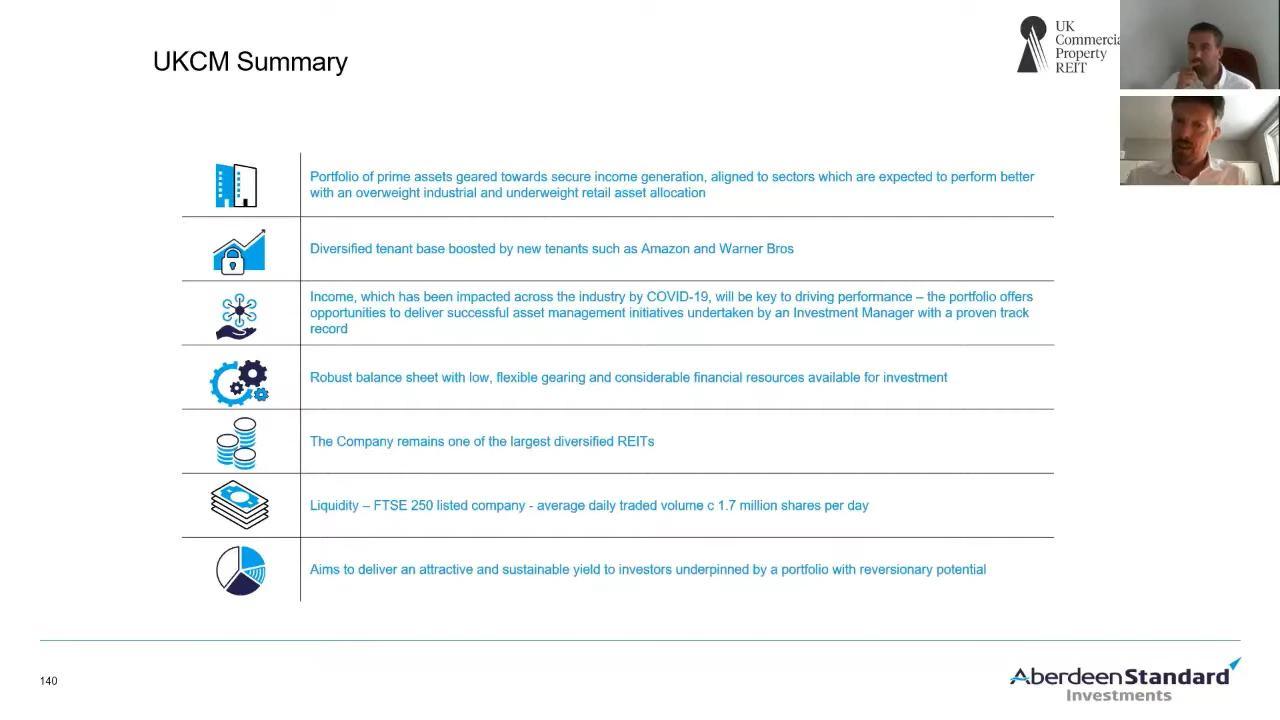 UKCM Summary
UK
Commercia
Property
REIT
Portfolio of prime assets geared towards secure income generation, aligned to sectors which are expected to perform better
with an overweight industrial and underweight retail asset allocation
Diversified tenant base boosted by new tenants such as Amazon and Warner Bros
Income, which has been impacted across the industry by COVID-19, will be key to driving performance – the portfolio offers
opportunities to deliver successful asset management initiatives undertaken by an Investment Manager with a proven track
record
Robust balance sheet with low, flexible gearing and considerable financial resources available for investment
The Company remains one of the largest diversified REITs
Liquidity – FTSE 250 listed company - average daily traded volume c 1.7 million shares per day
Aims to deliver an attractive and sustainable yield to investors underpinned by a portfolio with reversionary potential
140
AberdeenStandard
Investments